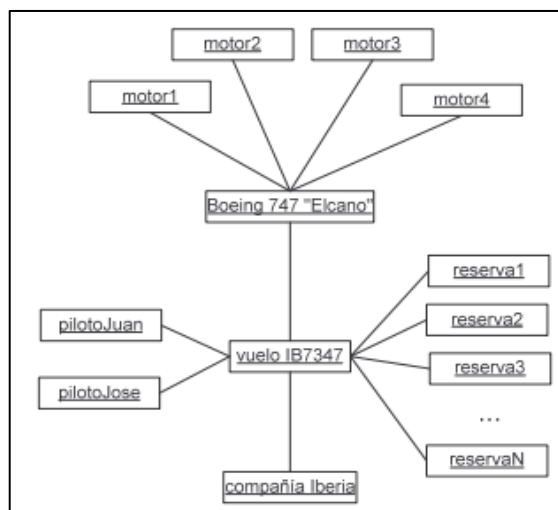 motor2
motor3
motor1
motor4
Boeing 747 "Elcano"
reserva1
pilotoJuan
reserva2
vuelo IB7347
reserva3
pilotoJose
...
reservaN
compañía Iberia